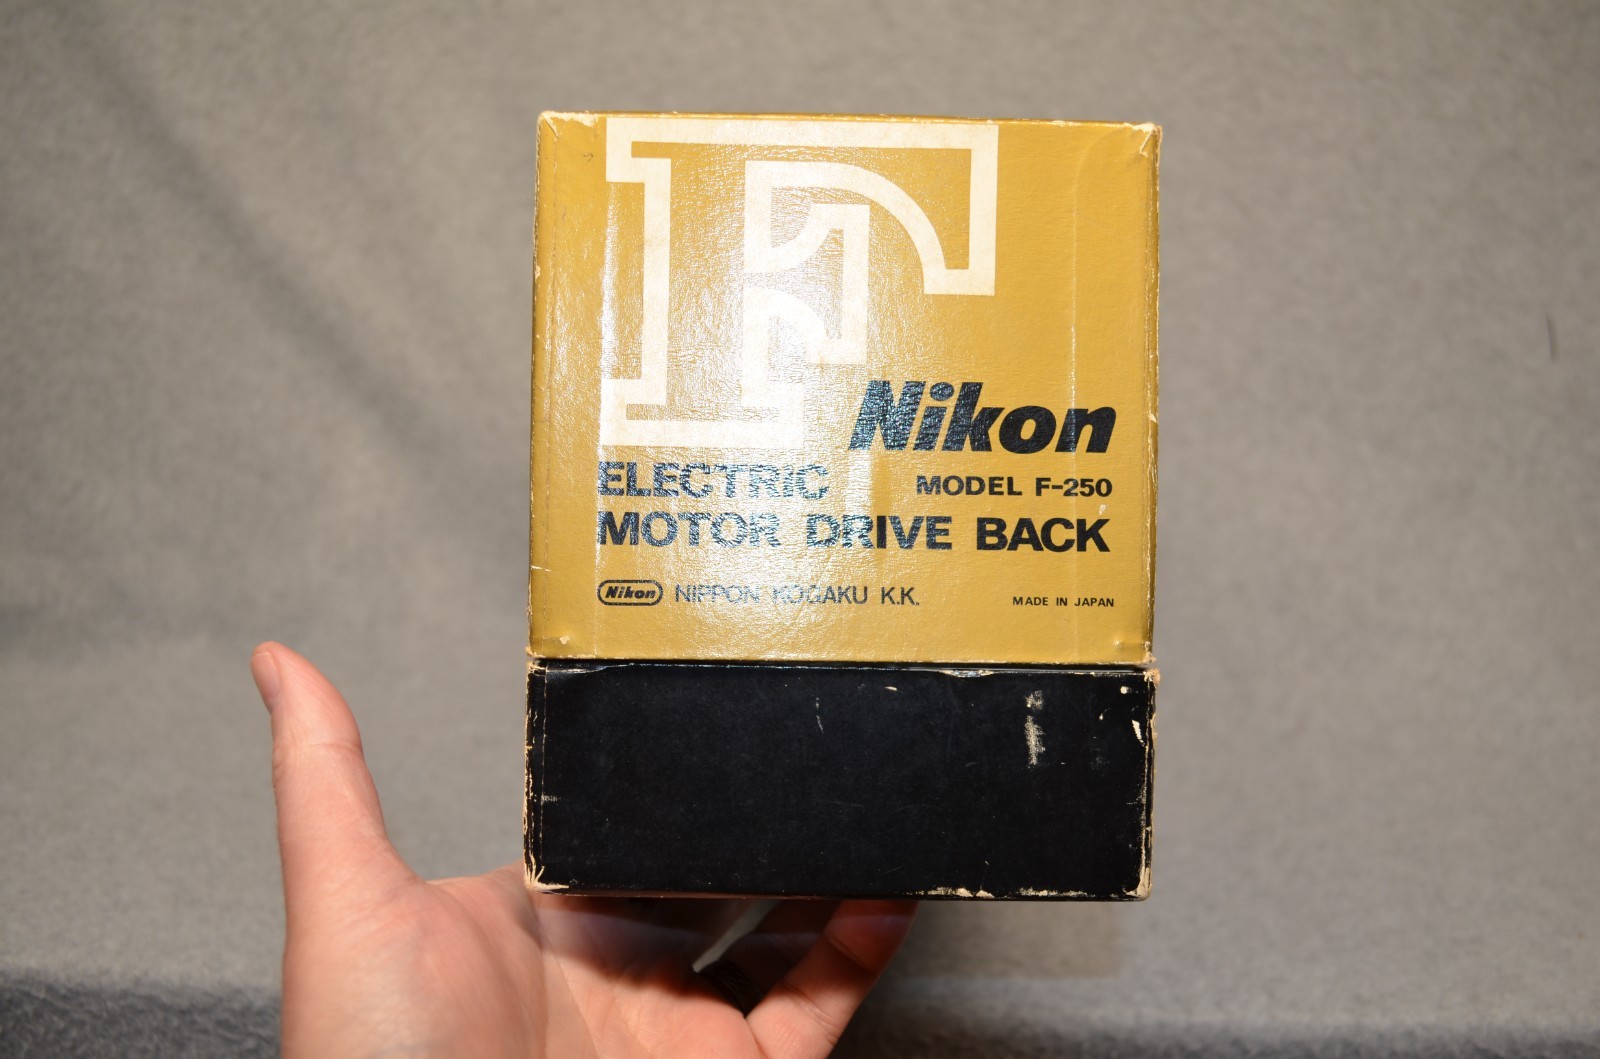 F
Nikon
ELECTRIC MODEL F-250
MOTOR DRIVE BACK
Nikon NIPPON KOGAKU K.K. MADE IN JAPAN